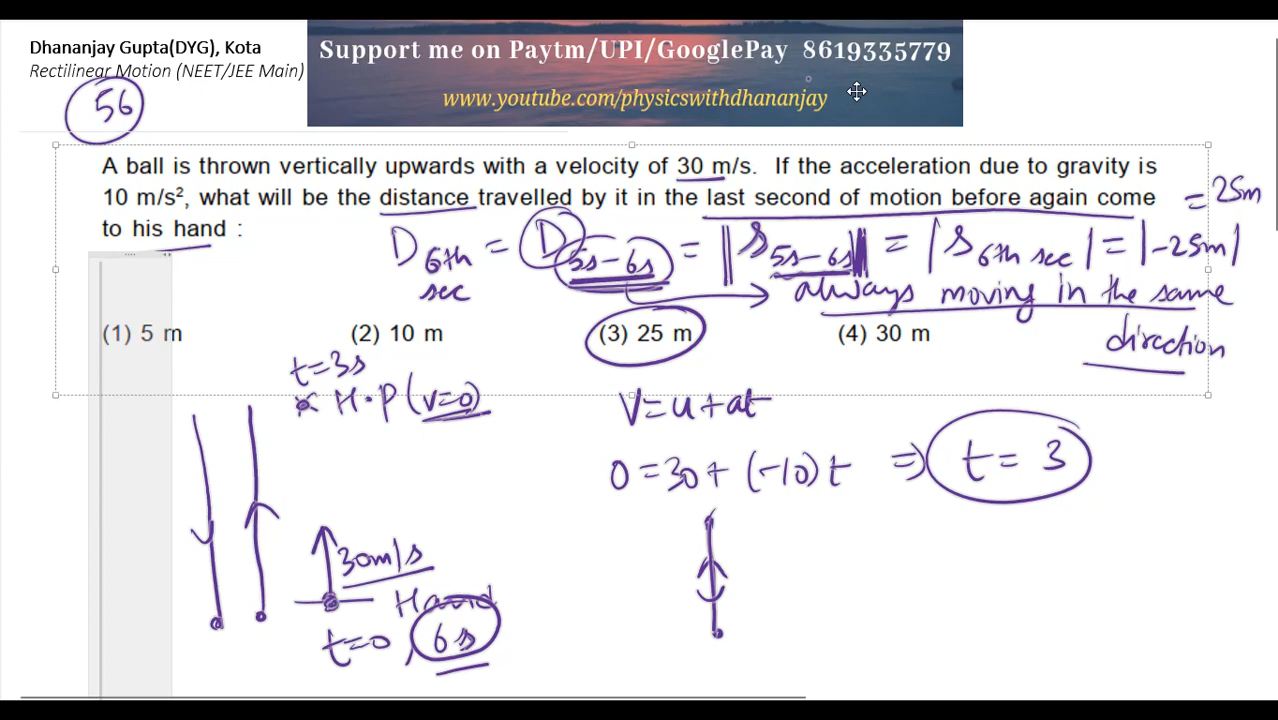 Dhananjay Gupta(DYG), Kota
Rectilinear Motion (NEET/JEE Main)
Support me on Paytm/UPI/GooglePay 8619335779
www.youtube.com/physicswithdhananjay
56
A ball is thrown vertically upwards with a velocity of 30 m/s. If the acceleration due to gravity is
10 m/s², what will be the distance travelled by it in the last second of motion before again come
to his hand :
D6th sec = D5s-6s = |S5s-6s| = |S6th sec| = |-25m| = 25m
always moving in the same
direction
(1) 5 m (2) 10 m (3) 25 m (4) 30 m
t=3s
H.P (v=0)
V=u+at
0=30+(-10)t ⇒ t=3
30m/s
Hand
t=0, 6s